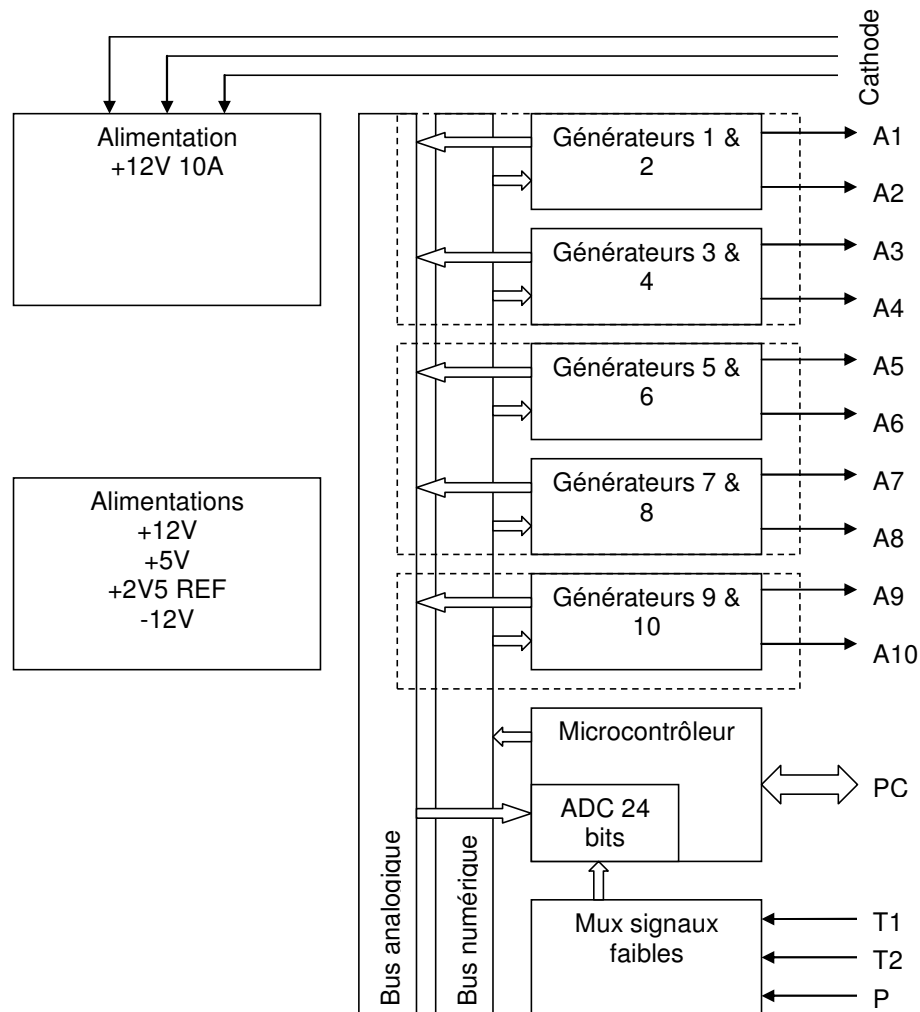 Cathode
Alimentation
+12V 10A
Générateurs 1 &
2
A1
A2
Générateurs 3 &
4
A3
A4
Générateurs 5 &
6
A5
A6
Alimentations
+12V
+5V
+2V5 REF
-12V
Générateurs 7 &
8
A7
A8
Générateurs 9 &
10
A9
A10
Microcontrôleur
ADC 24
bits
PC
Bus analogique
Bus numérique
Mux signaux
faibles
T1
T2
P